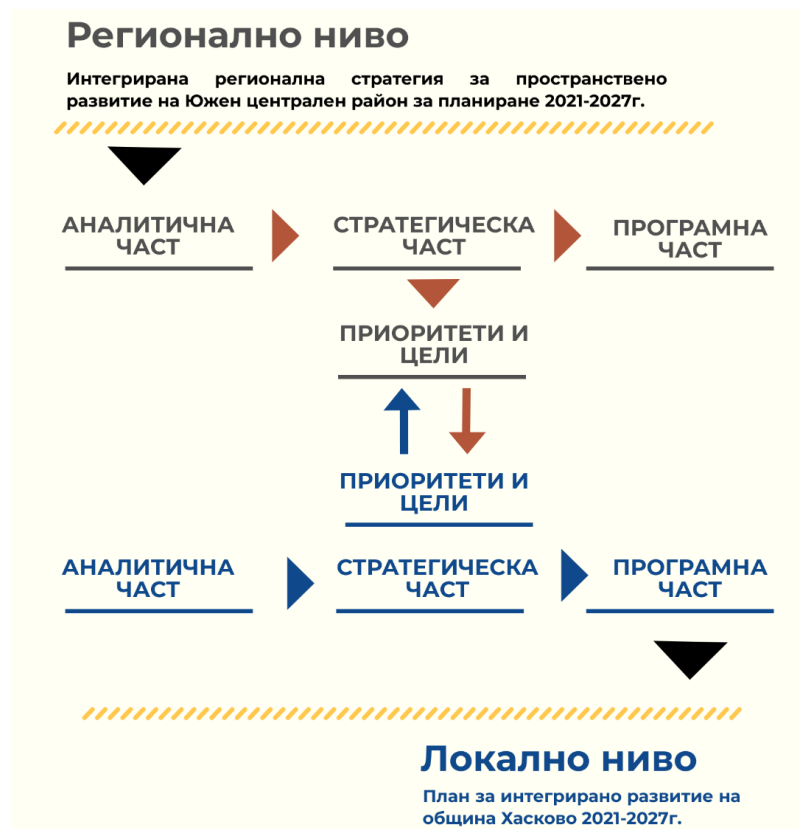 Регионално ниво
Интегрирана регионална стратегия за пространствено
развитие на Южен централен район за планиране 2021-2027г.
АНАЛИТИЧНА
ЧАСТ
СТРАТЕГИЧЕСКА
ЧАСТ
ПРОГРАМНА
ЧАСТ
ПРИОРИТЕТИ И
ЦЕЛИ
ПРИОРИТЕТИ И
ЦЕЛИ
АНАЛИТИЧНА
ЧАСТ
СТРАТЕГИЧЕСКА
ЧАСТ
ПРОГРАМНА
ЧАСТ
Локално ниво
План за интегрирано развитие на
община Хасково 2021-2027г.